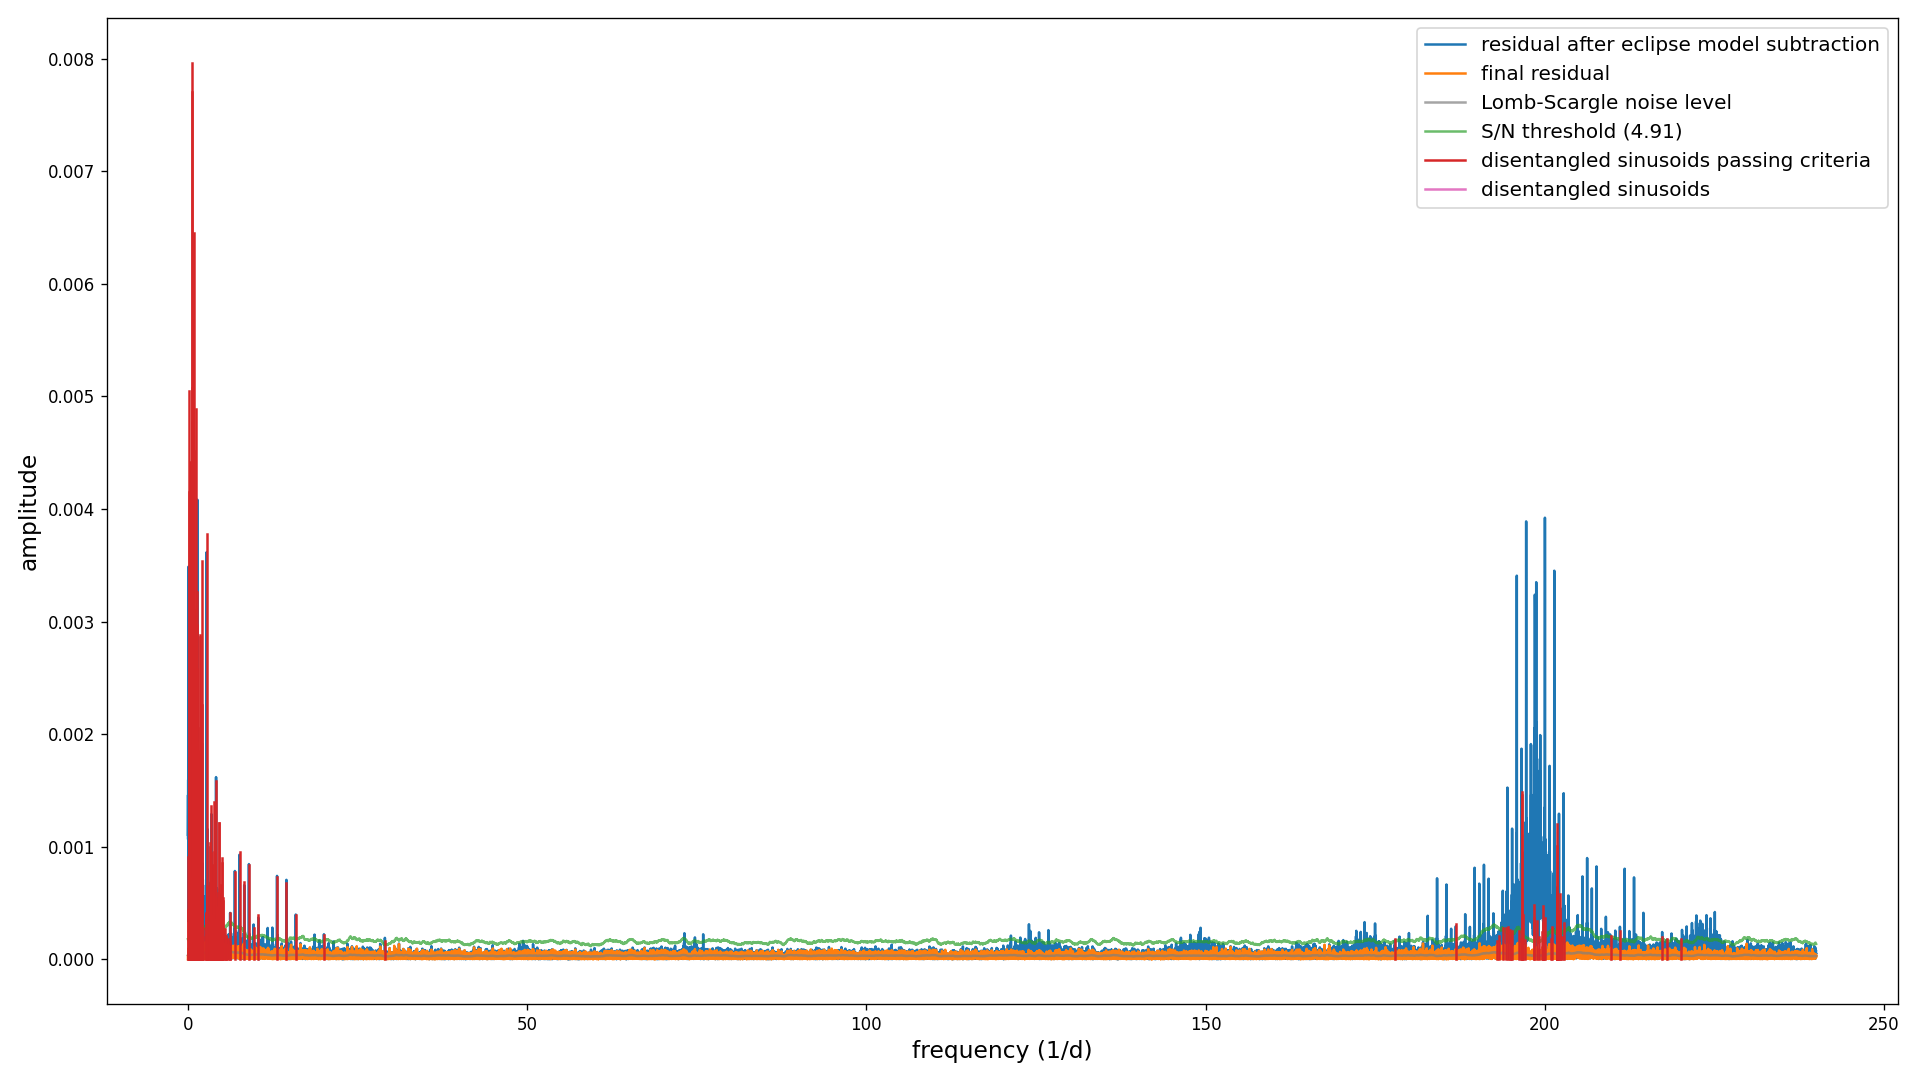 residual after eclipse model subtraction
final residual
Lomb-Scargle noise level
S/N threshold (4.91)
disentangled sinusoids passing criteria
disentangled sinusoids
0.008
0.007
0.006
0.005
0.004
0.003
0.002
0.001
0.000
amplitude
0 50 100 150 200 250
frequency (1/d)